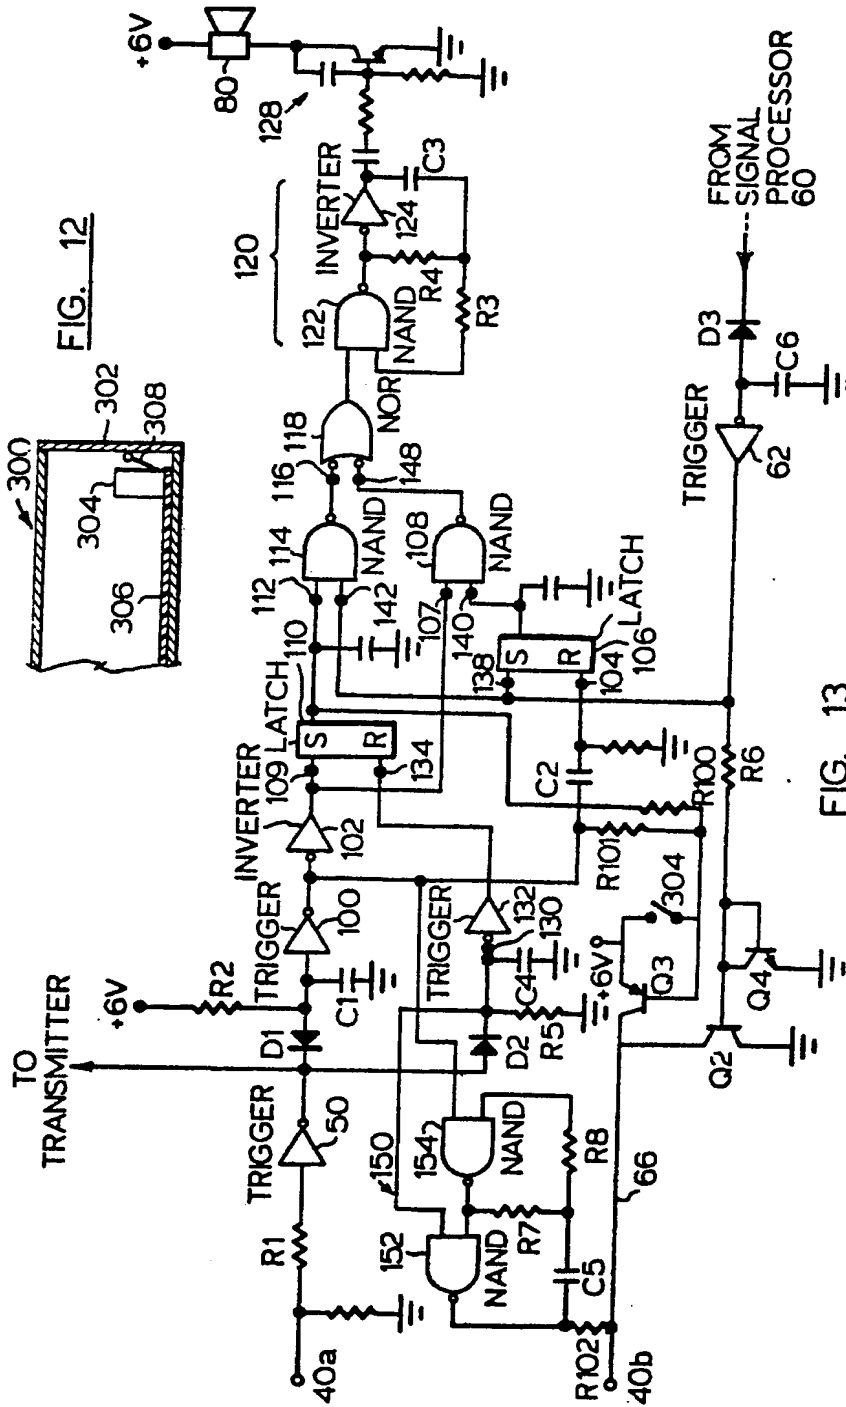 FIG. 12
300
302
304
308
306
+6V
80
128
120
INVERTER
124
C3
122
NAND
R4
R3
118
NOR
116
148
114
NAND
112
142
108
NAND
107
140
110
LATCH
S
R
109
134
INVERTER
102
138
S
R
LATCH
104
106
TRIGGER
100
+6V
R2
D1
C1
TO
TRANSMITTER
TRIGGER
50
R1
40a
TRIGGER
132
130
C4
D2
R5
C2
R101
R100
150
152
NAND
154
NAND
R7
R8
C5
R102
40b
66
+6V
304
Q3
Q2
Q4
R6
TRIGGER
62
D3
C6
FROM
SIGNAL
PROCESSOR
60
FIG. 13